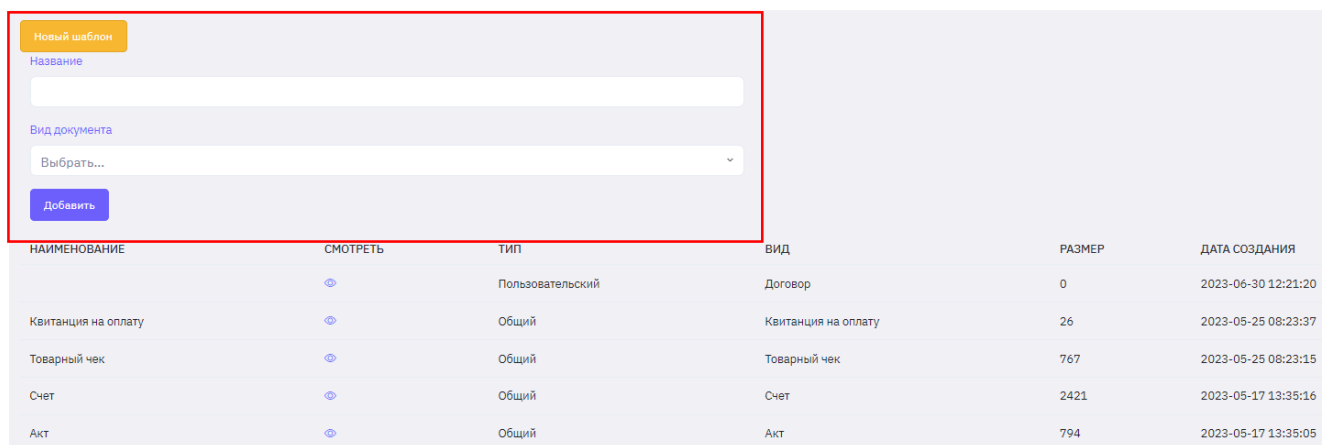 Новый шаблон
Название
Вид документа
Выбрать...
Добавить
НАИМЕНОВАНИЕ СМОТРЕТЬ ТИП ВИД РАЗМЕР ДАТА СОЗДАНИЯ
Пользовательский Договор 0 2023-06-30 12:21:20
Квитанция на оплату Общий Квитанция на оплату 26 2023-05-25 08:23:37
Товарный чек Общий Товарный чек 767 2023-05-25 08:23:15
Счет Общий Счет 2421 2023-05-17 13:35:16
Акт Общий Акт 794 2023-05-17 13:35:05